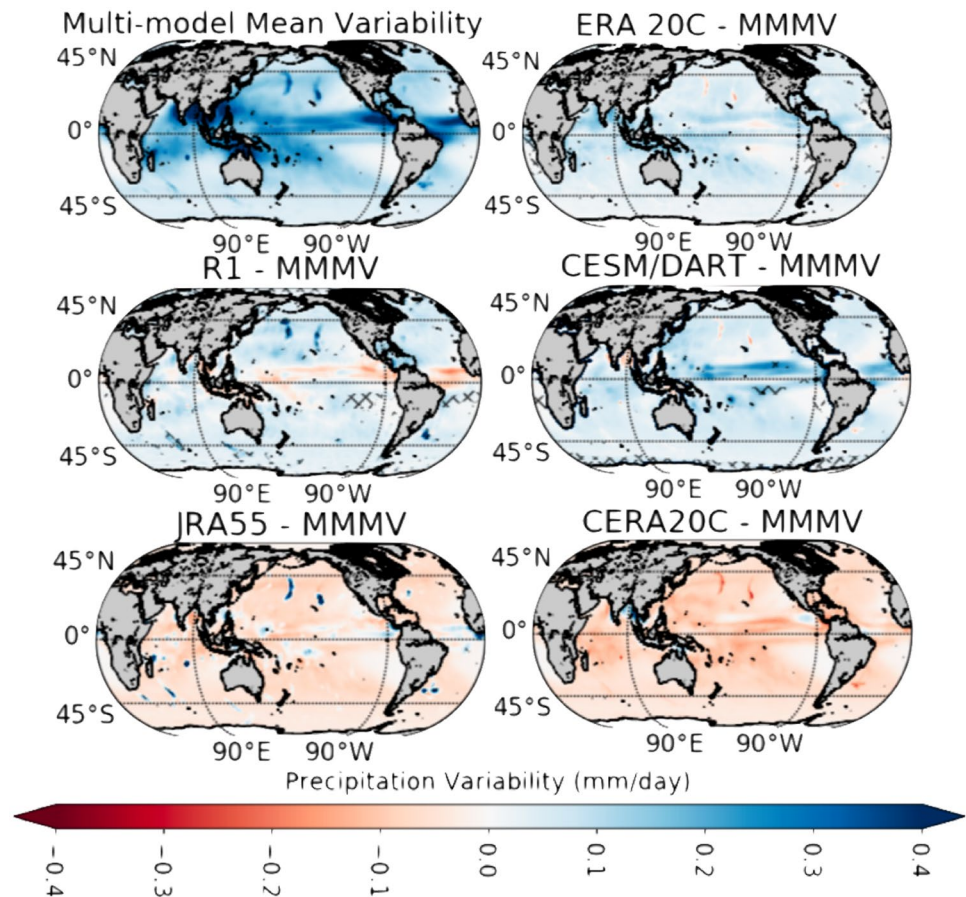 Multi-model Mean Variability
ERA 20C - MMMV
45°N
45°N
0°
0°
45°S
45°S
90°E 90°W
90°E 90°W
R1 - MMMV
CESM/DART - MMMV
45°N
45°N
0°
0°
45°S
45°S
90°E 90°W
90°E 90°W
JRA55 - MMMV
CERA20C - MMMV
45°N
45°N
0°
0°
45°S
45°S
90°E 90°W
90°E 90°W
Precipitation Variability (mm/day)
-0.4 -0.3 -0.2 -0.1 0.0 0.1 0.2 0.3 0.4